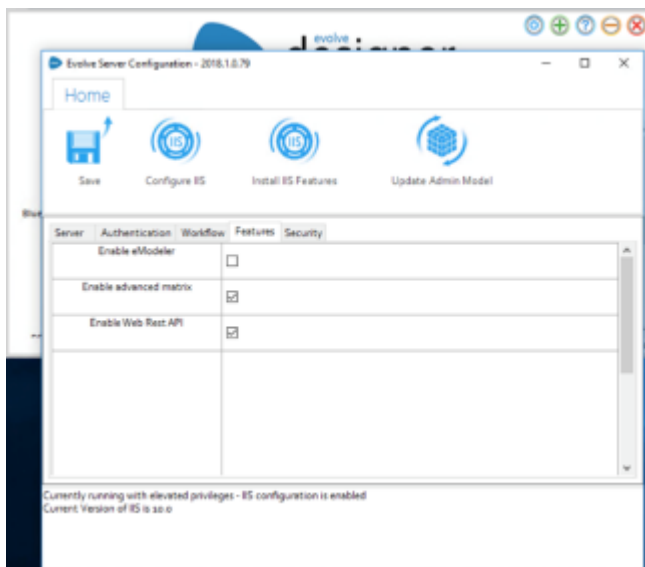 evolve
designer
Evolve Server Configuration - 2018.1.0.79
Home
Save
Configure IIS
Install IIS Features
Update Admin Model
Server Authentication Workflow Features Security
Enable eModeler
Enable advanced matrix
Enable Web Rest API
Currently running with elevated privileges - IIS configuration is enabled
Current Version of IIS is 10.0